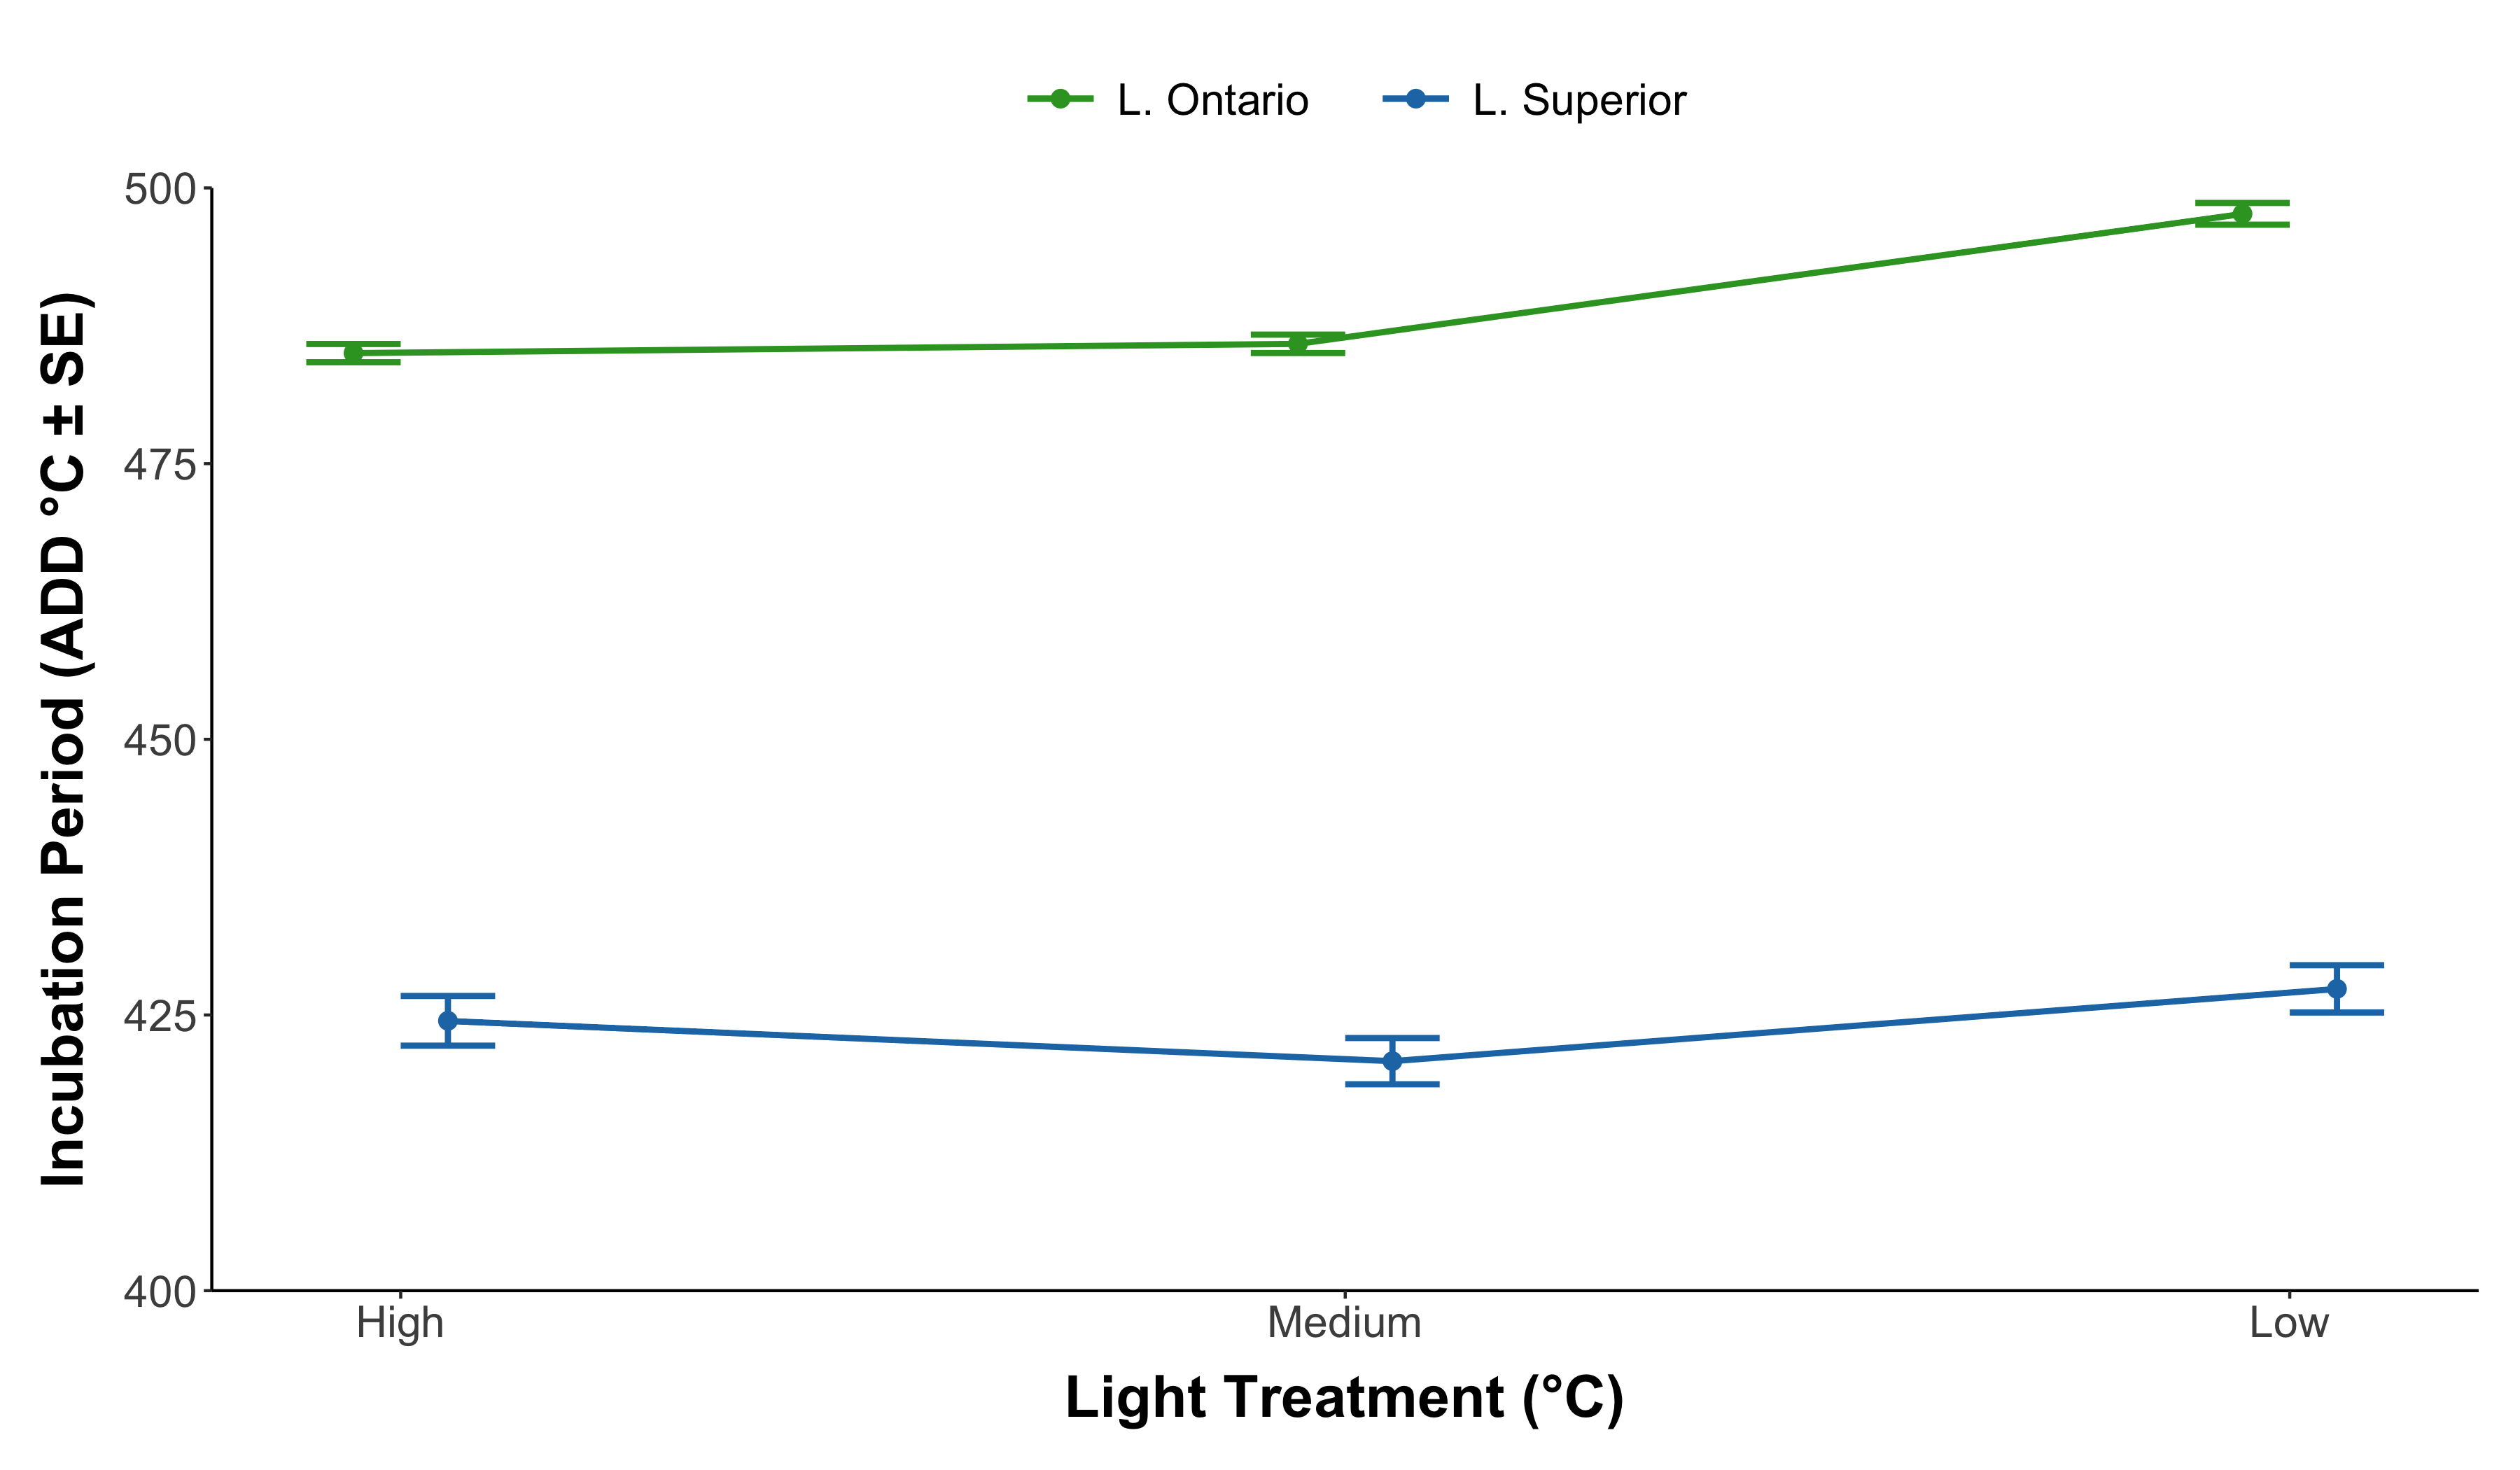 L. Ontario L. Superior
Incubation Period (ADD °C ± SE)
500
475
450
425
400
High Medium Low
Light Treatment (°C)